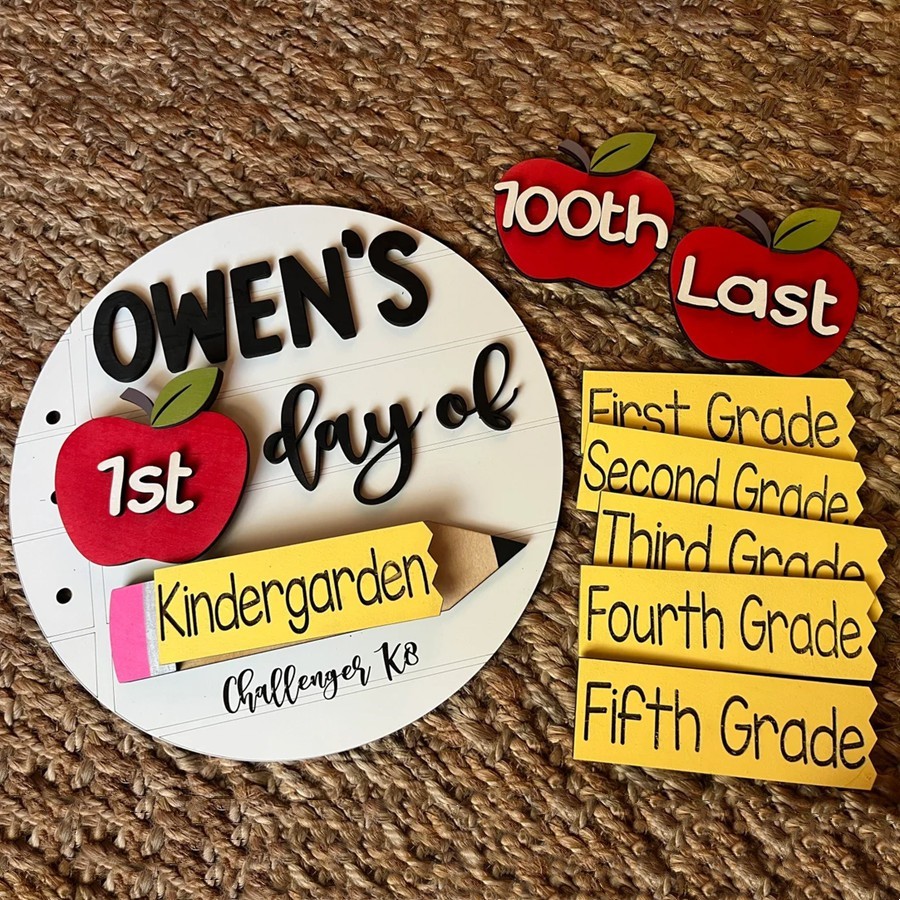 OWEN'S
day of
1st
Kindergarden
Challenger K8
100th
Last
First Grade
Second Grade
Third Grade
Fourth Grade
Fifth Grade